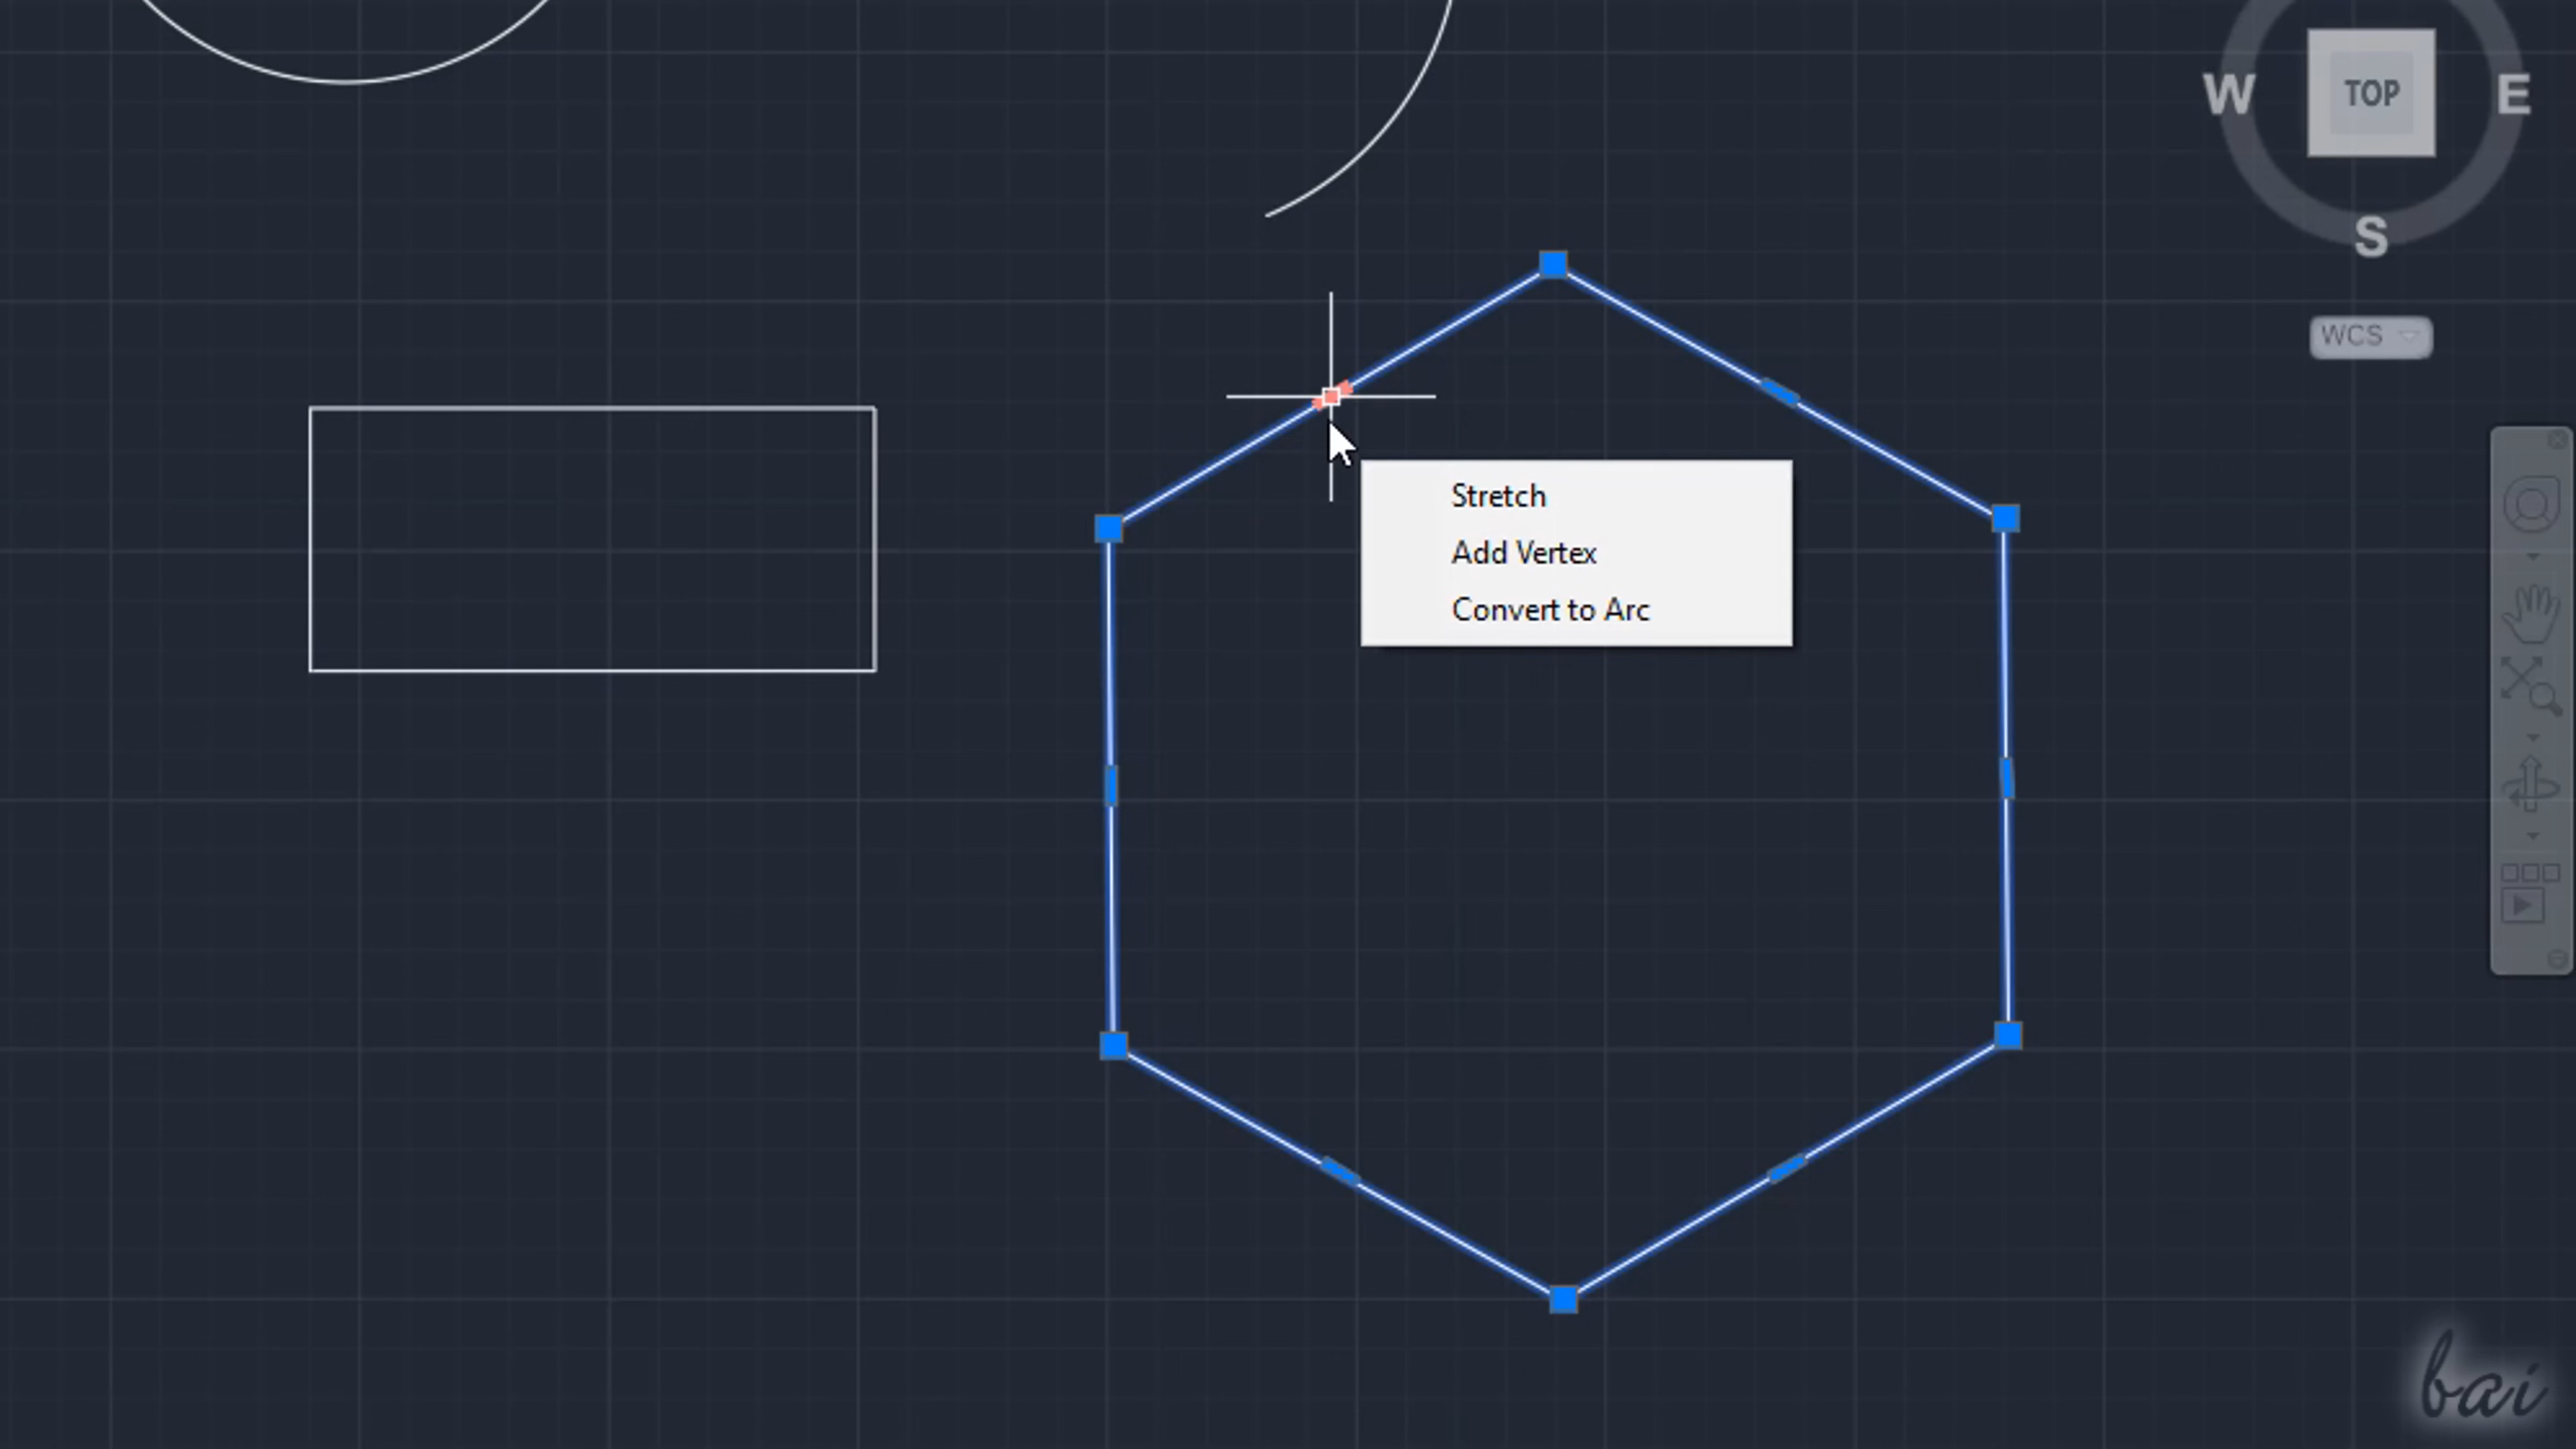 W
TOP
E
S
WCS
Stretch
Add Vertex
Convert to Arc
bai